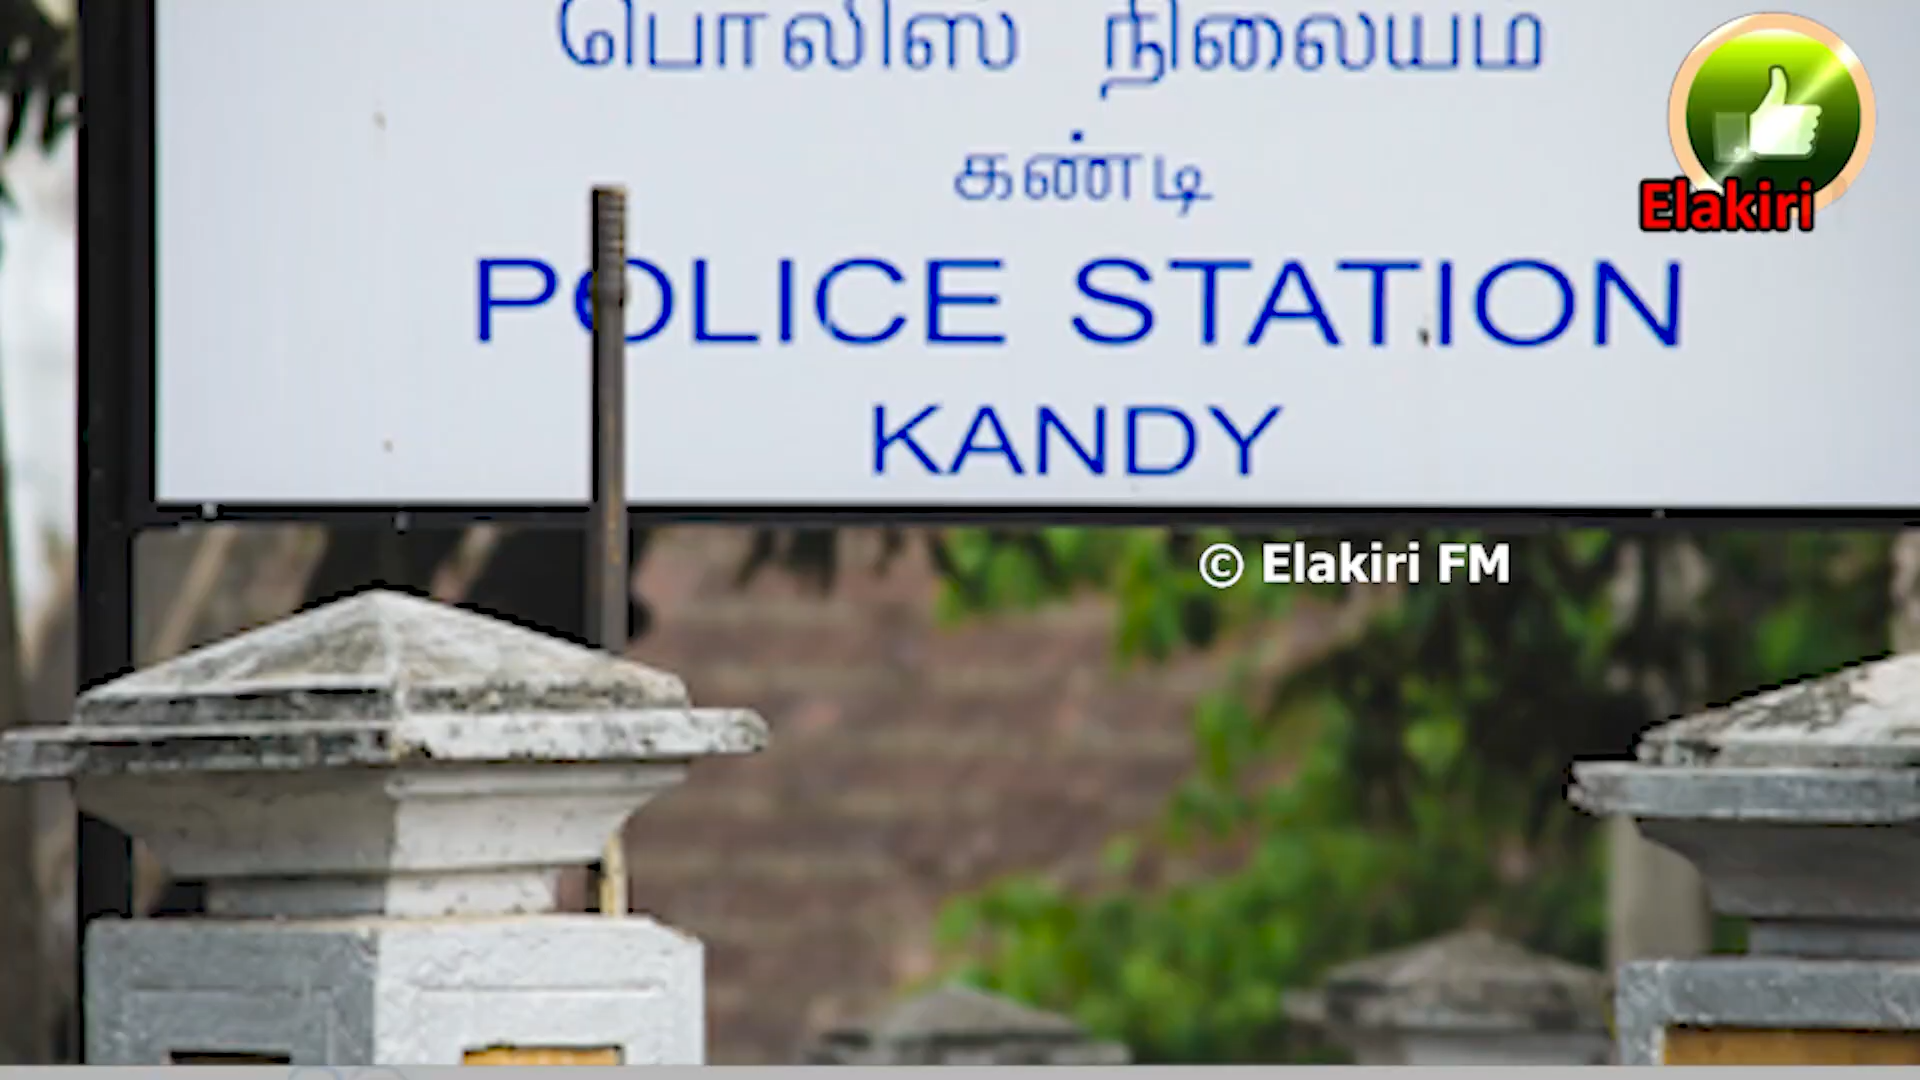 பொலிஸ் நிலையம்
கண்டி
POLICE STATION
KANDY
Elakiri
© Elakiri FM